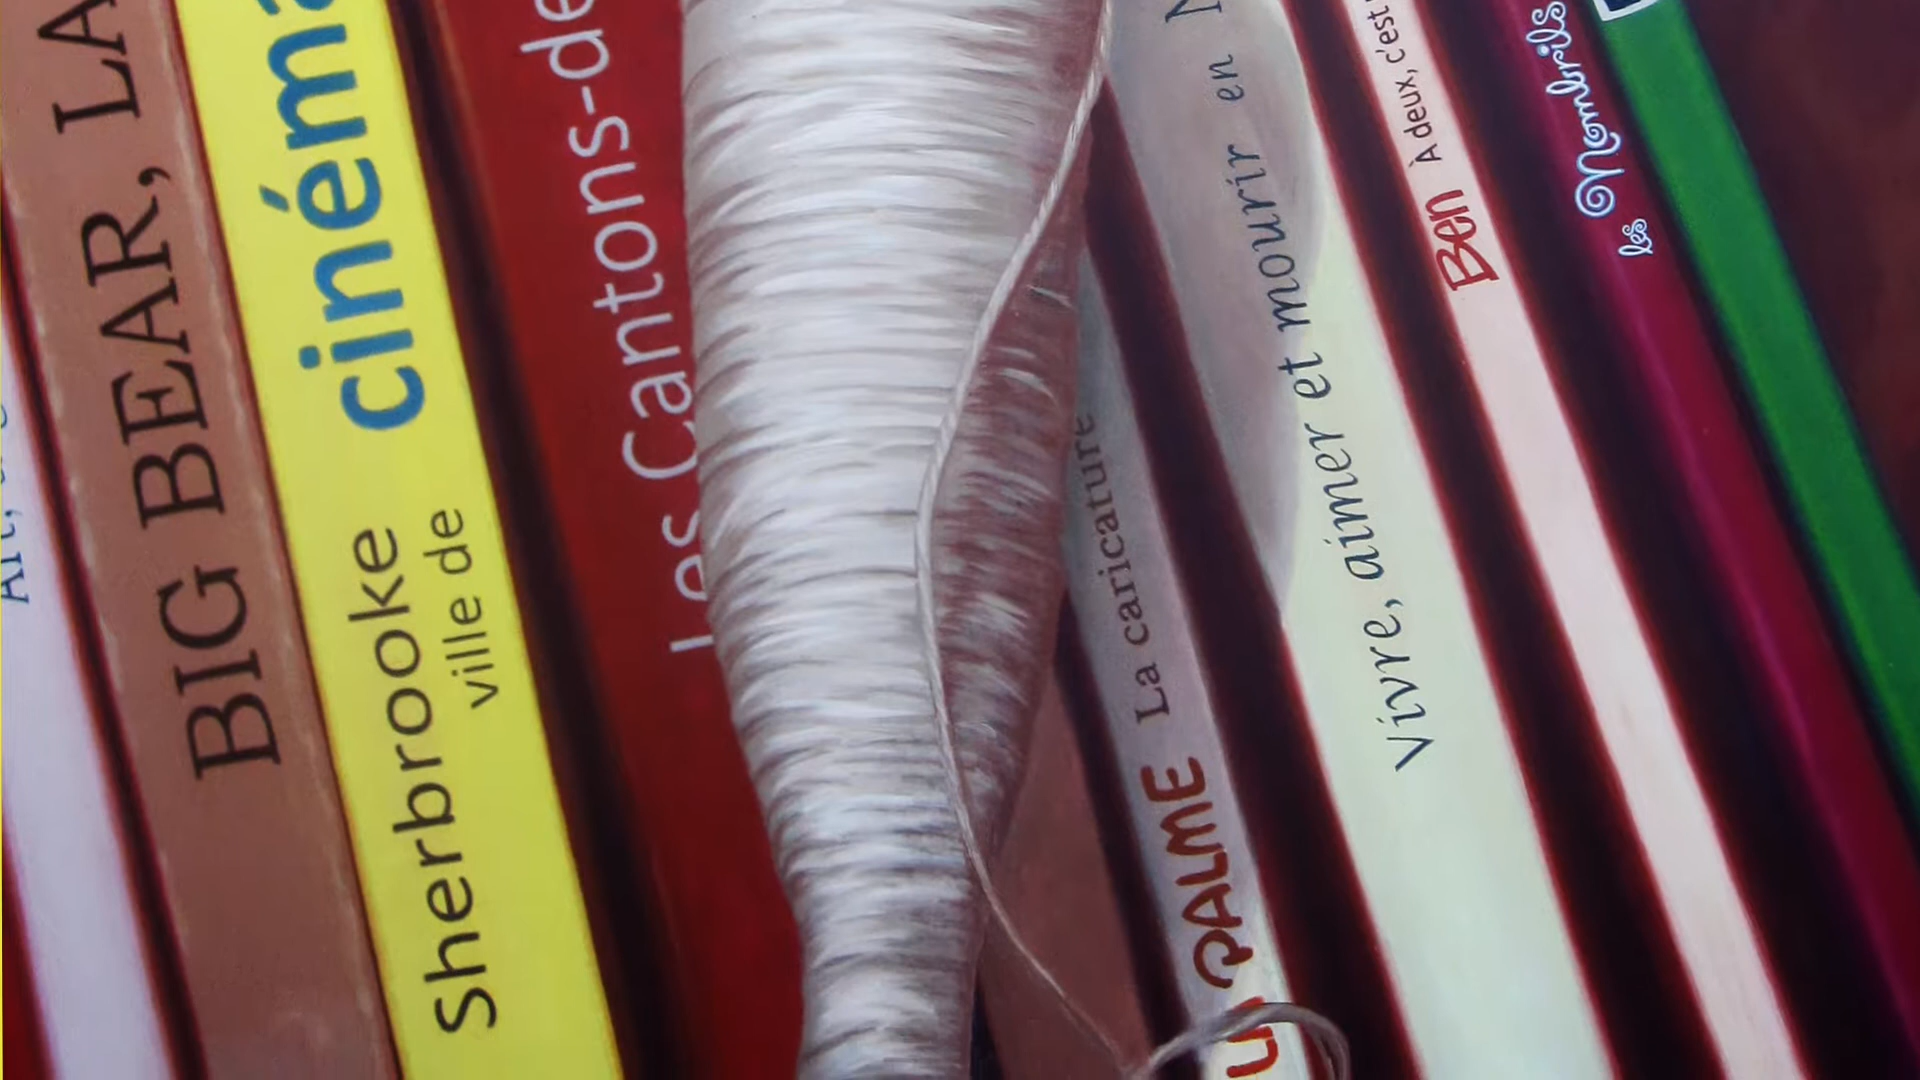 BIG BEAR, LA
Sherbrooke
ville de
Les Cantons-de
La caricature
PALME
vivre, aimer et mourir en
Ben
À deux, c'est
les Nombrils